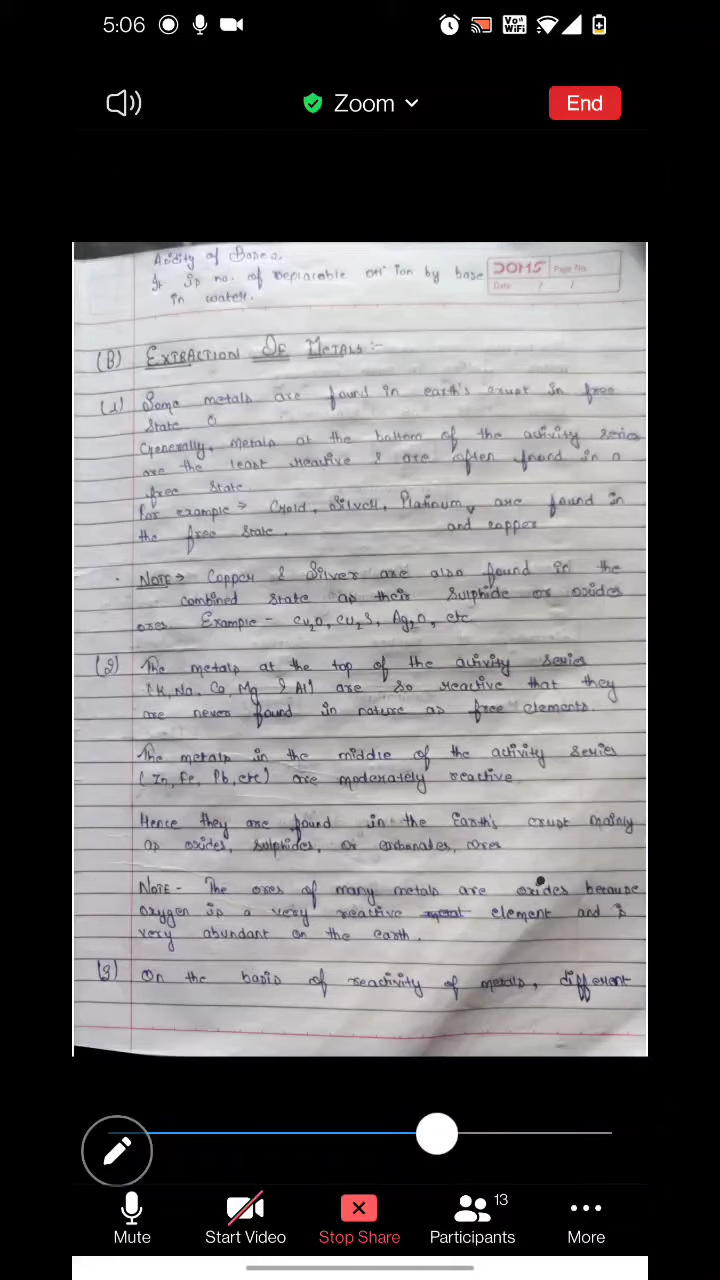 5:06
Vo WiFi
Zoom
End
Acidity of Bases.
It is no. of replacable OH⁻ ion by base
in water.
DOMS
Page No.
Date / /
(B) EXTRACTION OF METALS :-
(1) Some metals are found in earth's crust in free
state
Generally, metals at the bottom of the activity series
are the least reactive & are often found in a
free state.
For example → Gold, Silver, Platinum, are found in
and copper
the free state.
NOTE → Copper & Silver are also found in the
combined state as their sulphide or oxides
ores. Example - Cu₂O, Cu₂S, Ag₂O, etc
(2) The metals at the top of the activity series
(K, Na, Ca, Mg & Al) are so reactive that they
are never found in nature as free elements.
The metals in the middle of the activity series
(Zn, Fe, Pb, etc) are moderately reactive.
Hence they are found in the Earth's crust mainly
as oxides, sulphides, or carbonates, ores
NOTE - The ores of many metals are oxides because
oxygen is a very reactive metal element and is
very abundant on the earth.
(3) On the basis of reactivity of metals, different
Mute
Start Video
Stop Share
Participants
13
More